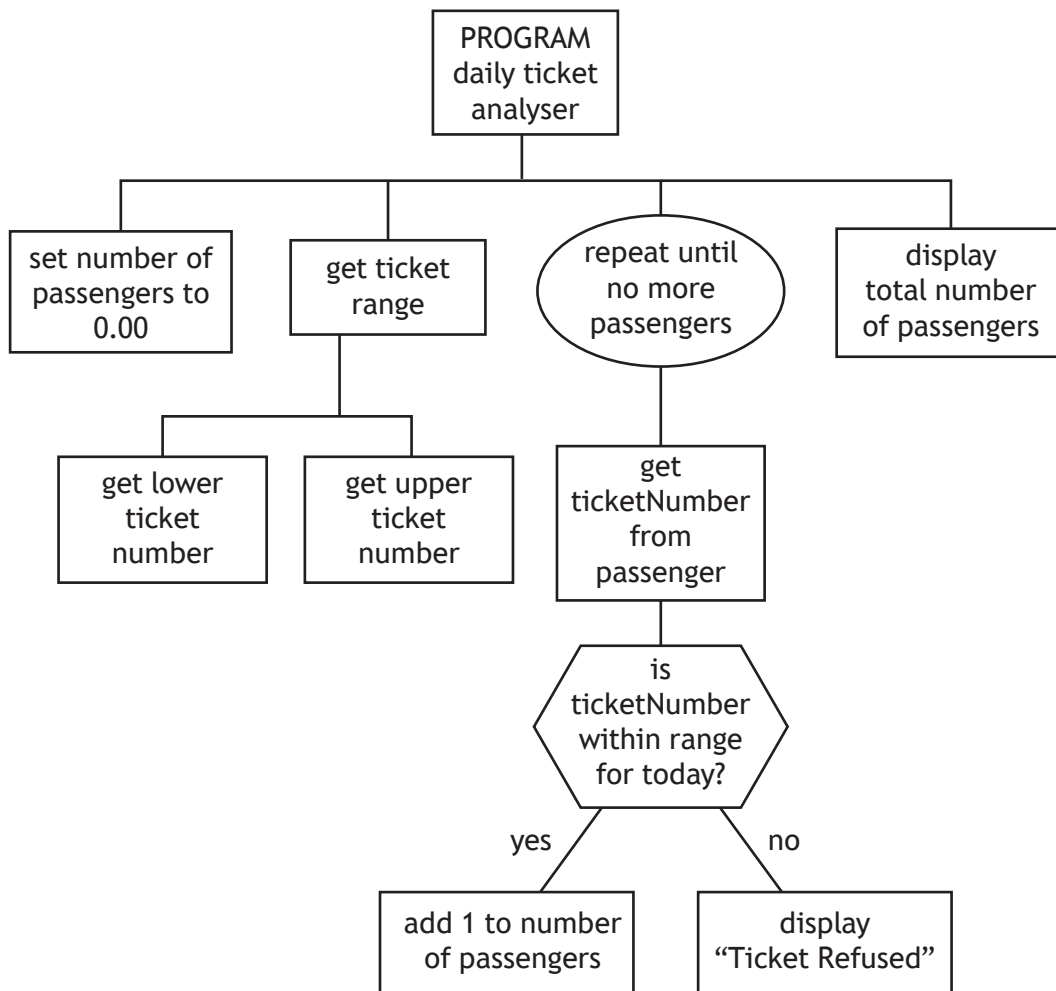 PROGRAM
daily ticket
analyser
set number of
passengers to
0.00
get ticket
range
repeat until
no more
passengers
display
total number
of passengers
get lower
ticket
number
get upper
ticket
number
get
ticketNumber
from
passenger
is
ticketNumber
within range
for today?
yes
no
add 1 to number
of passengers
display
“Ticket Refused”